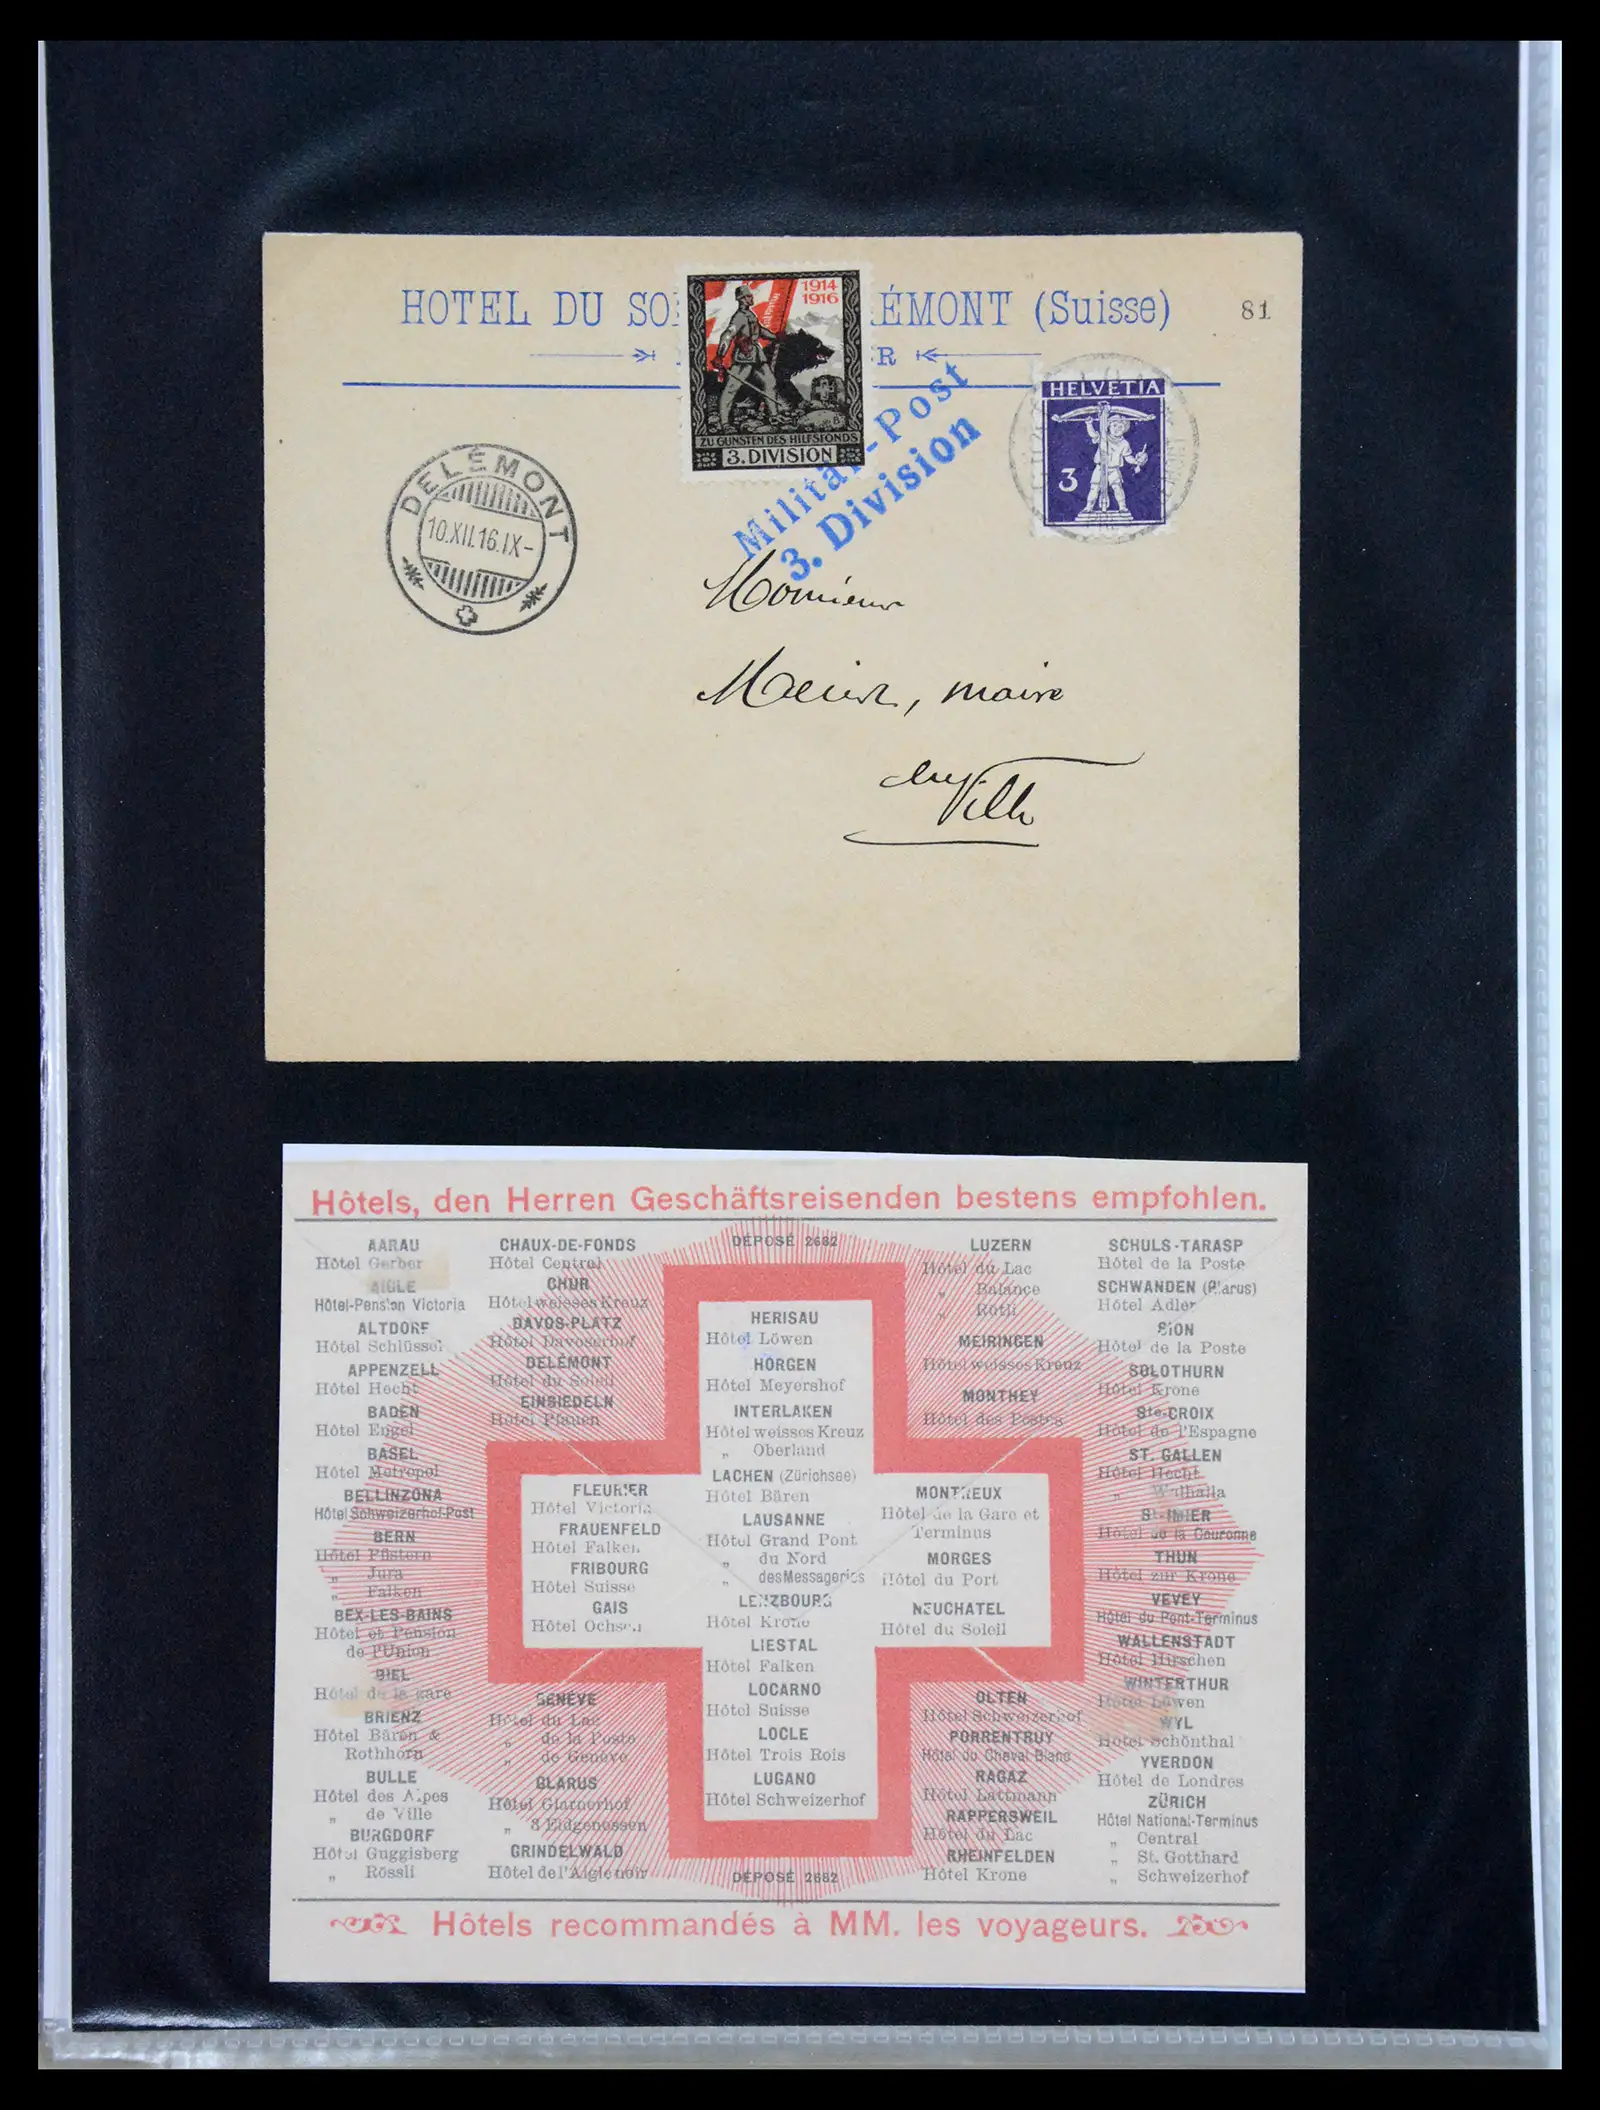 HOTEL DU SO ÉMONT (Suisse)
81
R
1914
1916
ZU GUNSTEN DES HILFSFONDS
3. DIVISION
Militär-Post
3. Division
HELVETIA
3
DELÉMONT
10.XII.16.IX-
Monsieur
maire
Ville
Hôtels, den Herren Geschäftsreisenden bestens empfohlen.
AARAU
Hôtel Gerber
AIGLE
Hôtel-Pension Victoria
ALTDORF
Hôtel Schlüssel
APPENZELL
Hôtel Hecht
BADEN
Hôtel Engel
BASEL
Hôtel Metropol
BELLINZONA
Hôtel Schweizerhof-Post
BERN
Hôtel Pfistern
„ Jura
„ Falken
BEX-LES-BAINS
Hôtel et Pension
de l'Union
BIEL
Hôtel de la gare
BRIENZ
Hôtel Bären &
Rothhorn
BULLE
Hôtel des Alpes
„ de Ville
BURGDORF
Hôtel Guggisberg
„ Rössli
CHAUX-DE-FONDS
Hôtel Central
CHUR
Hôtel weisses Kreuz
DAVOS-PLATZ
Hôtel Davoserhof
DELÉMONT
Hôtel du Soleil
EINSIEDELN
Hôtel Pfauen
FLEURIER
Hôtel Victoria
FRAUENFELD
Hôtel Falken
FRIBOURG
Hôtel Suisse
GAIS
Hôtel Ochsen
GENÈVE
Hôtel du Lac
„ de la Poste
„ de Genève
GLARUS
Hôtel Glarnerhof
„ 3 Eidgenossen
GRINDELWALD
Hôtel de l'Aigle noir
DÉPOSÉ 2682
HERISAU
Hôtel Löwen
HORGEN
Hôtel Meyershof
INTERLAKEN
Hôtel weisses Kreuz
„ Oberland
LACHEN (Zürichsee)
Hôtel Bären
LAUSANNE
Hôtel Grand Pont
„ du Nord
„ des Messageries
LENZBOURG
Hôtel Krone
LIESTAL
Hôtel Falken
LOCARNO
Hôtel Suisse
LOCLE
Hôtel Trois Rois
LUGANO
Hôtel Schweizerhof
DÉPOSÉ 2682
LUZERN
Hôtel du Lac
„ Balance
„ Rütli
MEIRINGEN
Hôtel weisses Kreuz
MONTHEY
Hôtel des Postes
MONTREUX
Hôtel de la Gare et
Terminus
MORGES
Hôtel du Port
NEUCHATEL
Hôtel du Soleil
OLTEN
Hôtel Schweizerhof
PORRENTRUY
Hôtel du Cheval Blanc
RAGAZ
Hôtel Lattmann
RAPPERSWEIL
Hôtel du Lac
RHEINFELDEN
Hôtel Krone
SCHULS-TARASP
Hôtel de la Poste
SCHWANDEN (Glarus)
Hôtel Adler
SION
Hôtel de la Poste
SOLOTHURN
Hôtel Krone
Ste-CROIX
Hôtel de l'Espagne
ST. GALLEN
Hôtel Hecht
„ Walhalla
St-IMIER
Hôtel de la Couronne
THUN
Hôtel zur Krone
VEVEY
Hôtel du Pont-Terminus
WALLENSTADT
Hôtel Hirschen
WINTERTHUR
Hôtel Löwen
WYL
Hôtel Schönthal
YVERDON
Hôtel de Londres
ZÜRICH
Hôtel National-Terminus
„ Central
„ St. Gotthard
„ Schweizerhof
Hôtels recommandés à MM. les voyageurs.